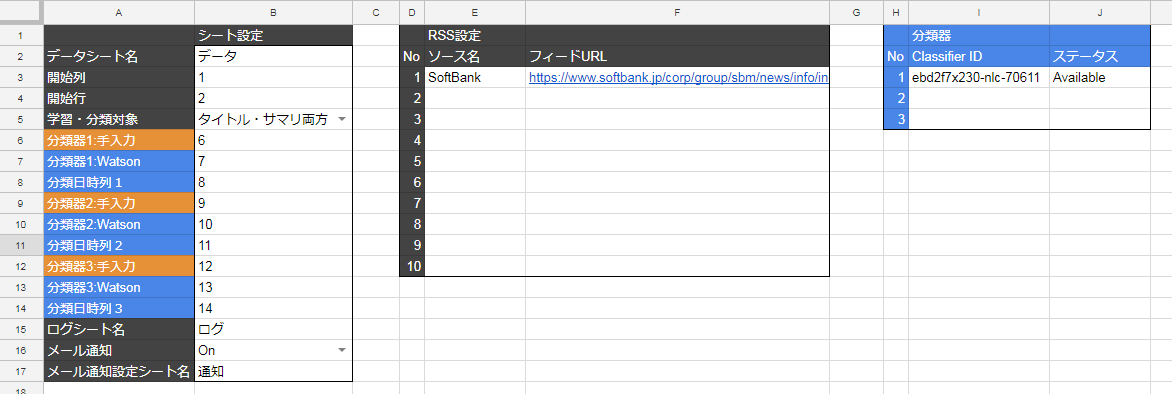 A B C D E F G H I J
1 シート設定 RSS設定 分類器
2 データシート名 データ No ソース名 フィードURL No Classifier ID ステータス
3 開始列 1 1 SoftBank https://www.softbank.jp/corp/group/sbm/news/info/in 1 ebd2f7x230-nlc-70611 Available
4 開始行 2 2 2
5 学習・分類対象 タイトル・サマリ両方 3 3
6 分類器1:手入力 6 4
7 分類器1:Watson 7 5
8 分類日時列１ 8 6
9 分類器2:手入力 9 7
10 分類器2:Watson 10 8
11 分類日時列２ 11 9
12 分類器3:手入力 12 10
13 分類器3:Watson 13
14 分類日時列３ 14
15 ログシート名 ログ
16 メール通知 On
17 メール通知設定シート名 通知
18